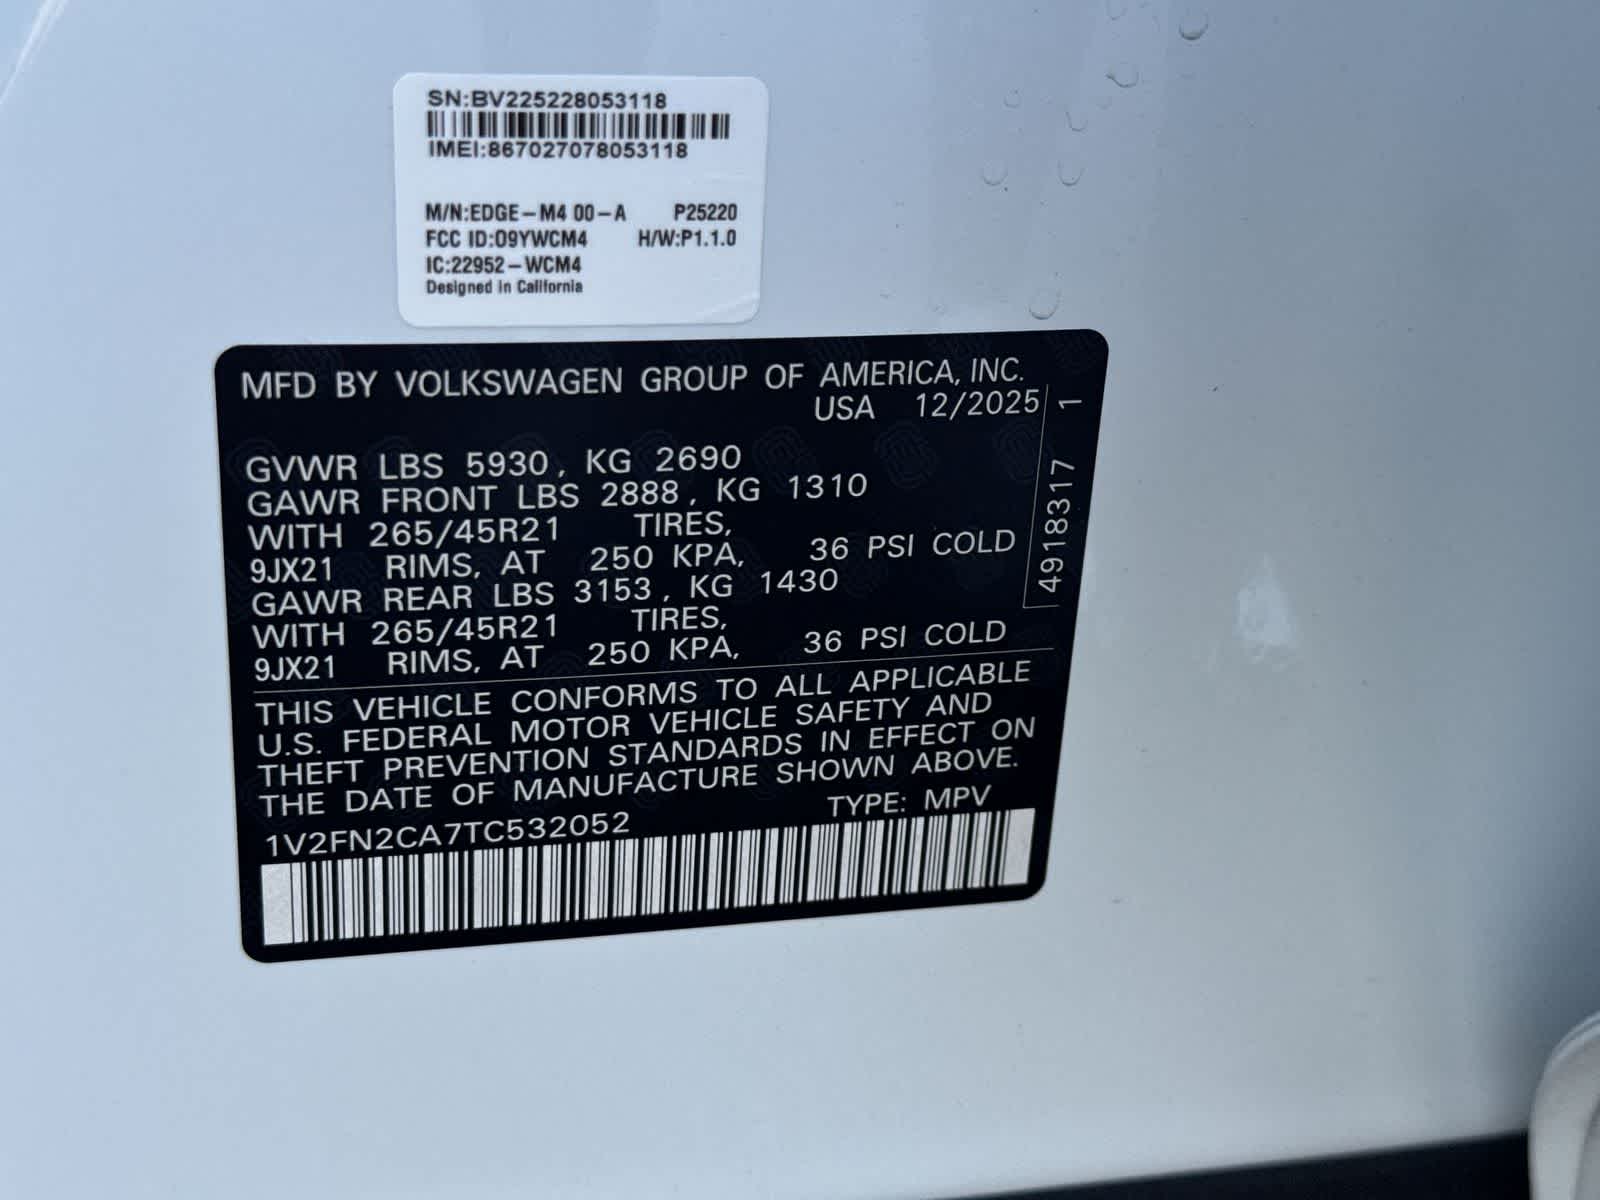 SN:BV225228053118
IMEI:867027078053118
M/N:EDGE-M4 00-A P25220
FCC ID:O9YWCM4 H/W:P1.1.0
IC:22952-WCM4
Designed in California
MFD BY VOLKSWAGEN GROUP OF AMERICA, INC.
USA 12/2025
GVWR LBS 5930, KG 2690
GAWR FRONT LBS 2888, KG 1310
WITH 265/45R21 TIRES,
9JX21 RIMS, AT 250 KPA, 36 PSI COLD
GAWR REAR LBS 3153, KG 1430
WITH 265/45R21 TIRES,
9JX21 RIMS, AT 250 KPA, 36 PSI COLD
4918317 1
THIS VEHICLE CONFORMS TO ALL APPLICABLE
U.S. FEDERAL MOTOR VEHICLE SAFETY AND
THEFT PREVENTION STANDARDS IN EFFECT ON
THE DATE OF MANUFACTURE SHOWN ABOVE.
1V2FN2CA7TC532052 TYPE: MPV